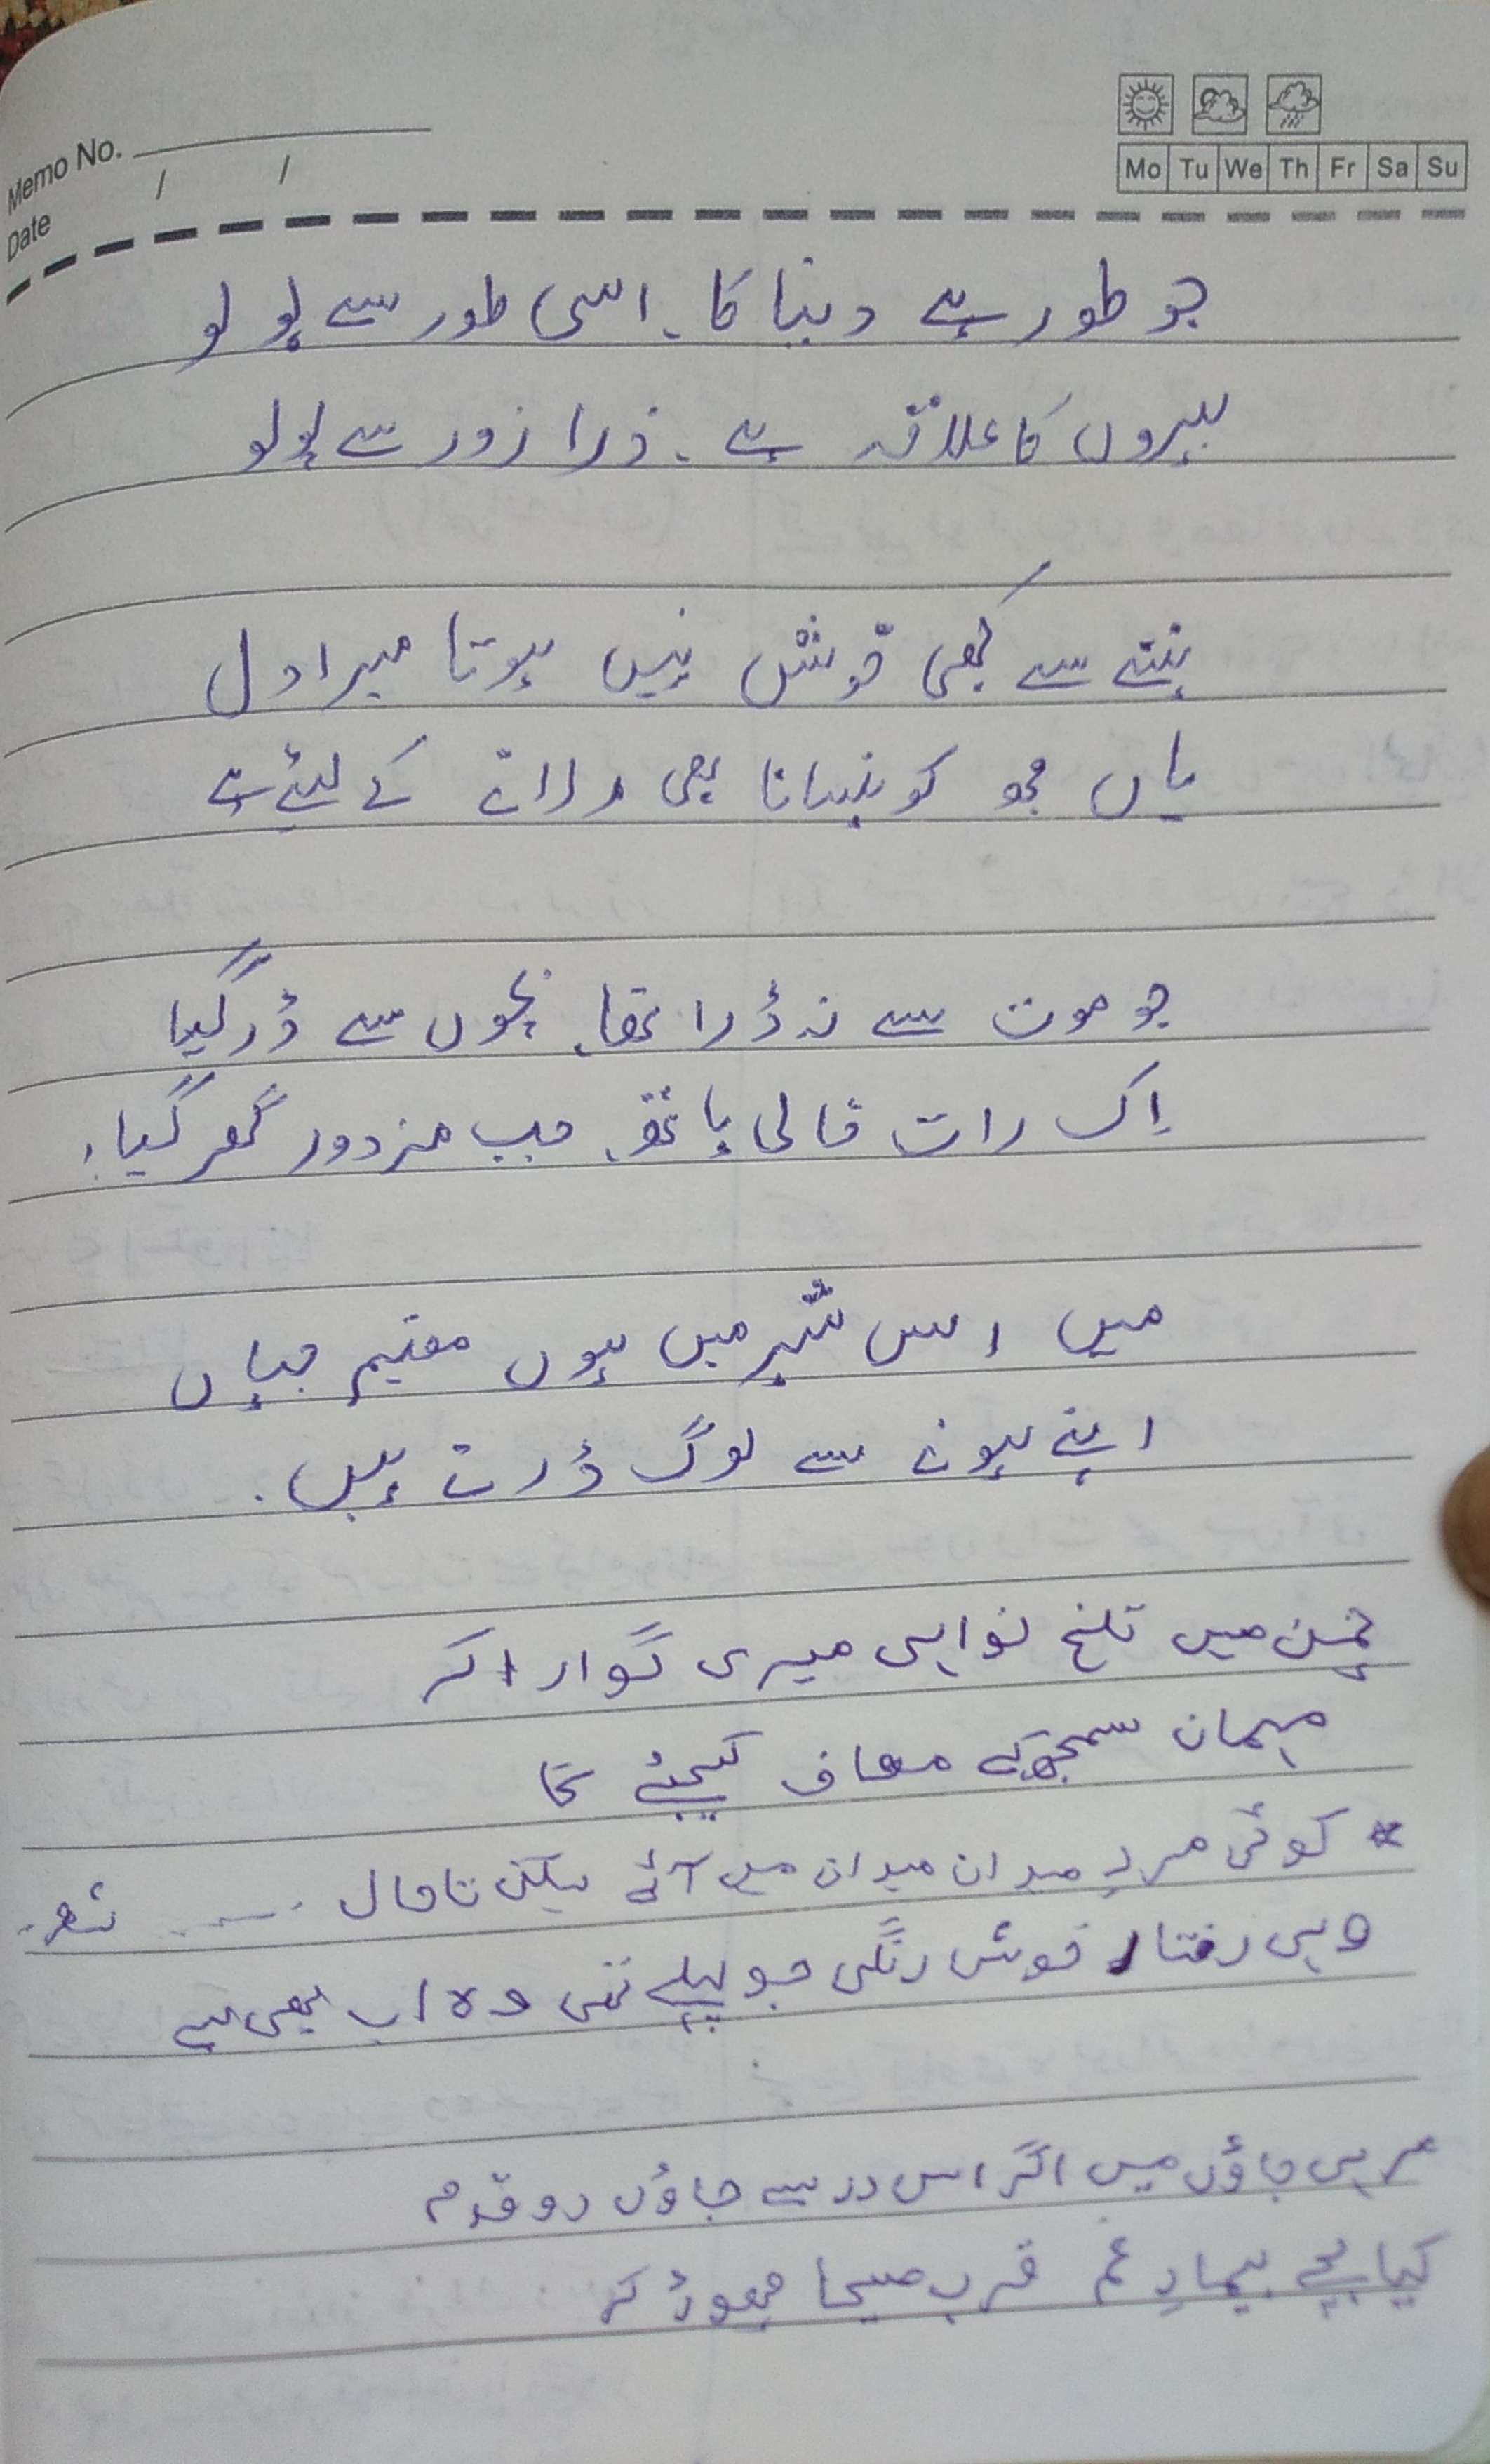 Memo No.
Date / /
Mo Tu We Th Fr Sa Su
جو طور ہے دنیا کا۔ اسی طور سے بولو
بہروں کا علاقہ ہے۔ ذرا زور سے بولو
ہنسنے سے کبھی خوش نہیں ہوتا میرا دل
یاں مجھ کو ہنسانا بھی رلانے کے لیئے ہے
جو موت سے نہ ڈرا تھا۔ بچوں سے ڈر گیا
اِک رات خالی ہاتھ۔ جب مزدور گھر گیا۔
میں اس شہر میں ہوں مقیم جہاں
اپنے ہونے سے لوگ ڈرتے ہیں۔
چمن میں تلخ نوایی میری گوارا کر
مہمان سمجھ کے معاف کیجئے گا
* کوئی مردِ میدان میدان میں آئے لیکن تاحال ..... شعر۔
وہی رفتار خوش رنگی جو پہلے تھی وہ اب بھی ہے
مر ہی جاؤں میں اگر اس در سے جاؤں دو قدم
کیا بچے بیمارِ غم قرب مسیحا چھوڑ کر